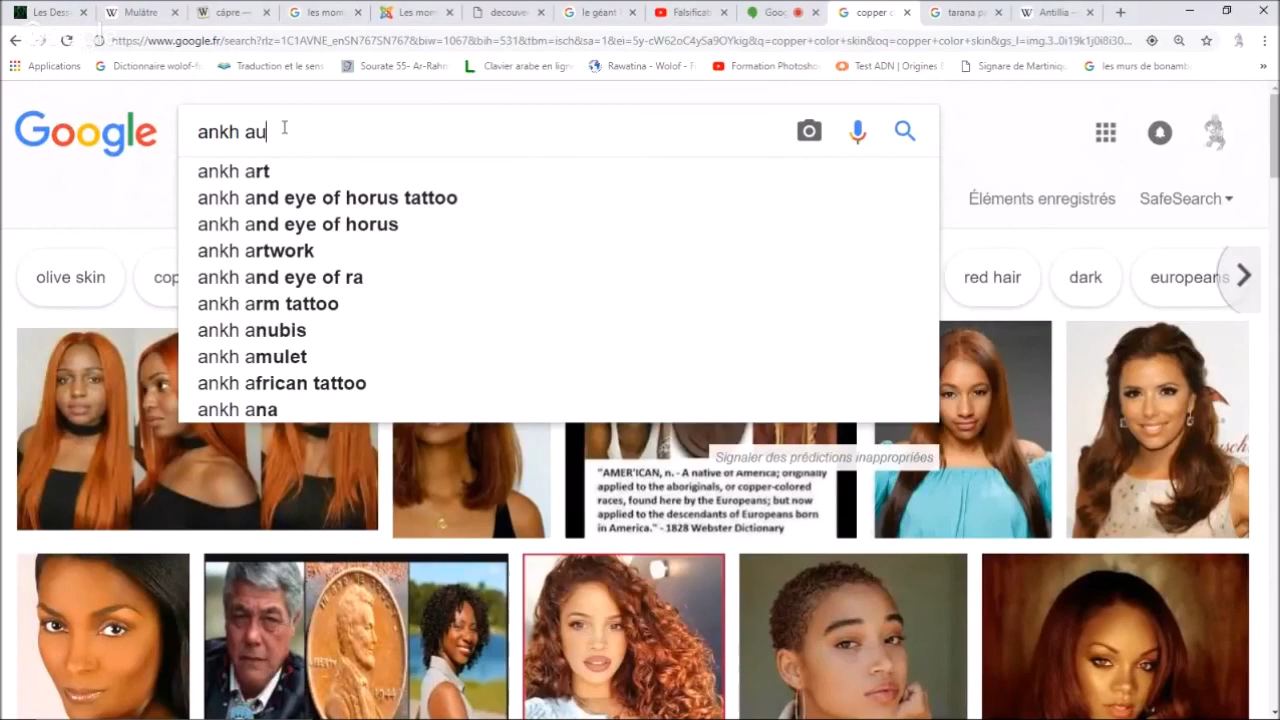 Les Dess
Mulâtre
câpre —
les mom
Les mom
decouve
le géant
Falsificat
Goog
copper c
tarana pa
Antillia —
https://www.google.fr/search?rlz=1C1AVNE_enSN767SN767&biw=1067&bih=531&tbm=isch&sa=1&ei=5y-cW62oC4ySa9OYkig&q=copper+color+skin&oq=copper+color+skin&gs_l=img.3..0i19k1j0i8i30...
Applications
Dictionnaire wolof-f
Traduction et le sens
Sourate 55- Ar-Rahm
Clavier arabe en lign
Rawatina - Wolof - F
Formation Photosho
Test ADN | Origines
Signare de Martiniq
les murs de bonamb
»
Google
ankh au
ankh art
ankh and eye of horus tattoo
ankh and eye of horus
ankh artwork
ankh and eye of ra
ankh arm tattoo
ankh anubis
ankh amulet
ankh african tattoo
ankh ana
Signaler des prédictions inappropriées
Éléments enregistrés
SafeSearch
olive skin
cop
red hair
dark
europeans
"AMER'ICAN, n. - A native of America; originally
applied to the aboriginals, or copper-colored
races, found here by the Europeans; but now
applied to the descendants of Europeans born
in America." - 1828 Webster Dictionary